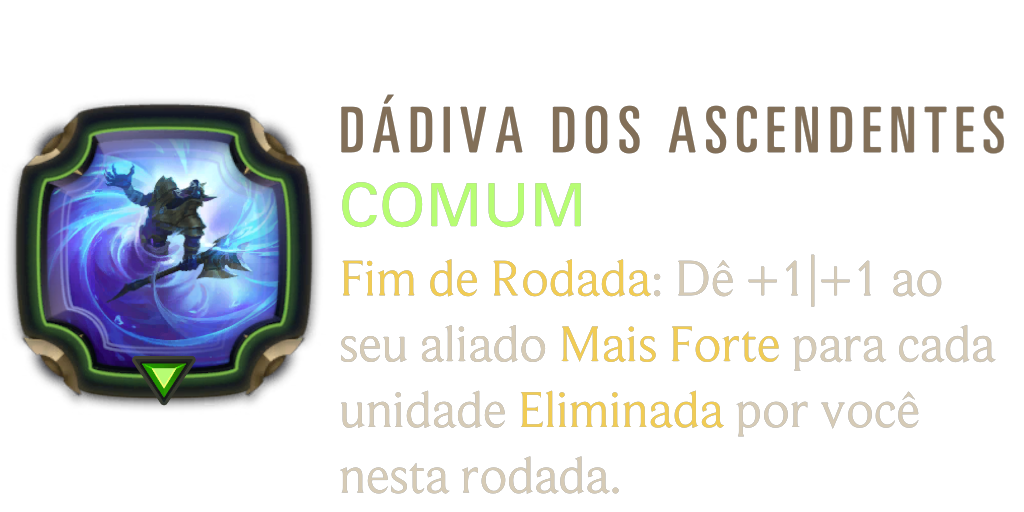 DÁDIVA DOS ASCENDENTES
COMUM
Fim de Rodada: Dê +1|+1 ao
seu aliado Mais Forte para cada
unidade Eliminada por você
nesta rodada.